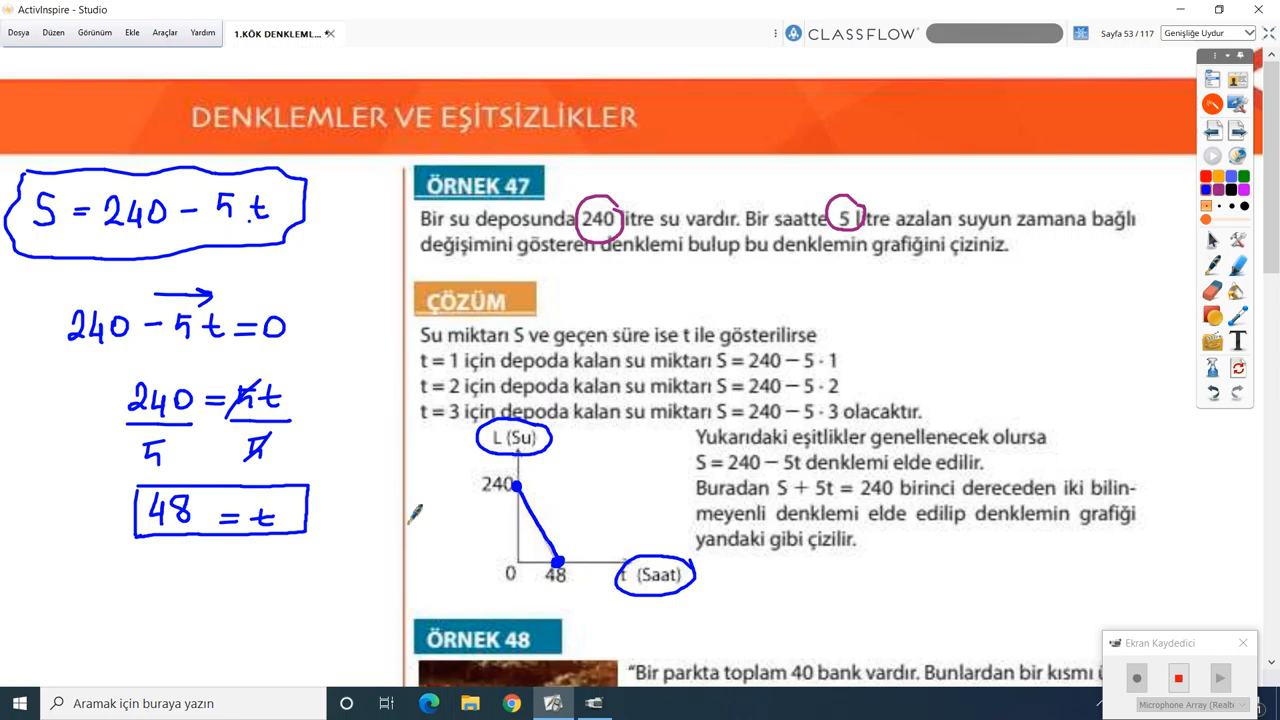 ActivInspire - Studio
Dosya Düzen Görünüm Ekle Araçlar Yardım
1.KÖK DENKLEML...
CLASSFLOW
Sayfa 53 / 117
Genişliğe Uydur
DENKLEMLER VE EŞİTSİZLİKLER
S = 240 - 5.t
240 - 5t = 0
240 = 5t
5 5
48 = t
ÖRNEK 47
Bir su deposunda 240 litre su vardır. Bir saatte 5 litre azalan suyun zamana bağlı
değişimini gösteren denklemi bulup bu denklemin grafiğini çiziniz.
ÇÖZÜM
Su miktarı S ve geçen süre ise t ile gösterilirse
t = 1 için depoda kalan su miktarı S = 240 − 5 · 1
t = 2 için depoda kalan su miktarı S = 240 − 5 · 2
t = 3 için depoda kalan su miktarı S = 240 − 5 · 3 olacaktır.
L (Su)
240
0
48
t (Saat)
Yukarıdaki eşitlikler genellenecek olursa
S = 240 − 5t denklemi elde edilir.
Buradan S + 5t = 240 birinci dereceden iki bilin-
meyenli denklemi elde edilip denklemin grafiği
yandaki gibi çizilir.
ÖRNEK 48
"Bir parkta toplam 40 bank vardır. Bunlardan bir kısmı
Ekran Kaydedici
Microphone Array (Realte
Aramak için buraya yazın